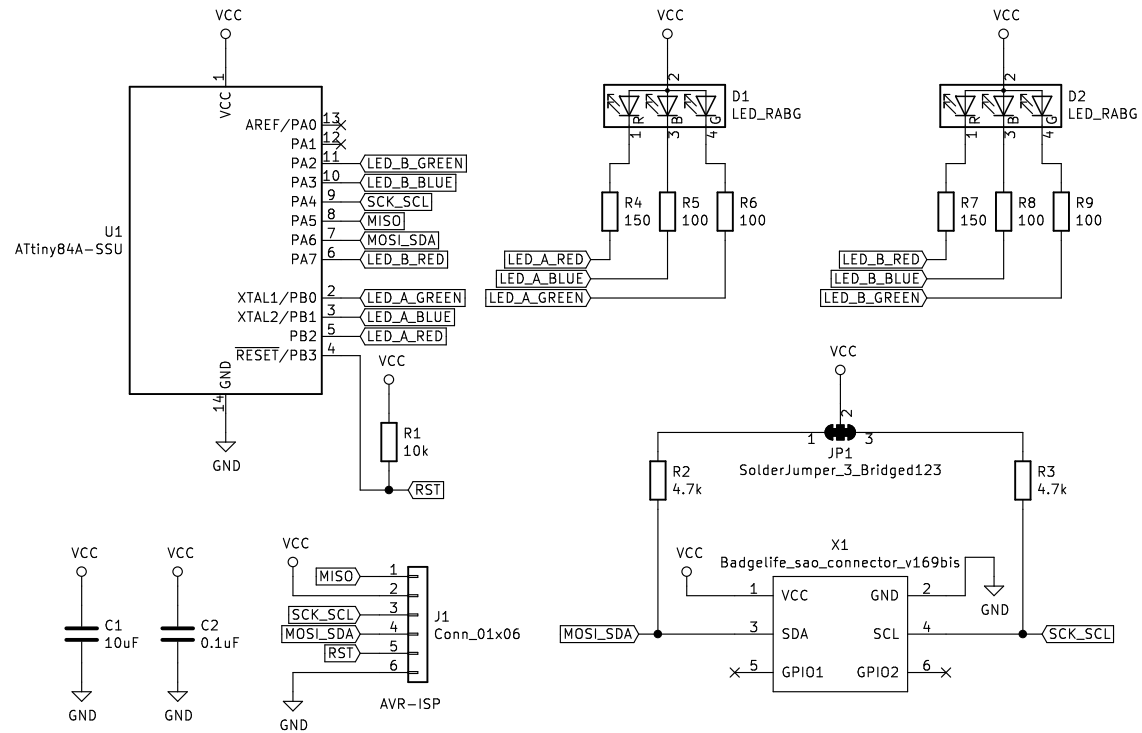 VCC
1
VCC
AREF/PA0
13
PA1
12
PA2
11
LED_B_GREEN
PA3
10
LED_B_BLUE
PA4
9
SCK_SCL
PA5
8
MISO
PA6
7
MOSI_SDA
PA7
6
LED_B_RED
XTAL1/PB0
2
LED_A_GREEN
XTAL2/PB1
3
LED_A_BLUE
PB2
5
LED_A_RED
RESET/PB3
4
U1
ATtiny84A-SSU
GND
14
GND
VCC
R1
10k
RST
VCC
2
D1
LED_RABG
R
B
G
1
3
4
R4
150
R5
100
R6
100
LED_A_RED
LED_A_BLUE
LED_A_GREEN
VCC
2
D2
LED_RABG
R
B
G
1
3
4
R7
150
R8
100
R9
100
LED_B_RED
LED_B_BLUE
LED_B_GREEN
VCC
C1
10uF
GND
VCC
C2
0.1uF
GND
VCC
MISO
1
2
SCK_SCL
3
MOSI_SDA
4
RST
5
6
J1
Conn_01x06
AVR-ISP
GND
VCC
2
1
3
JP1
SolderJumper_3_Bridged123
R2
4.7k
R3
4.7k
X1
Badgelife_sao_connector_v169bis
VCC
1
VCC
GND
2
GND
MOSI_SDA
3
SDA
SCL
4
SCK_SCL
5
GPIO1
GPIO2
6